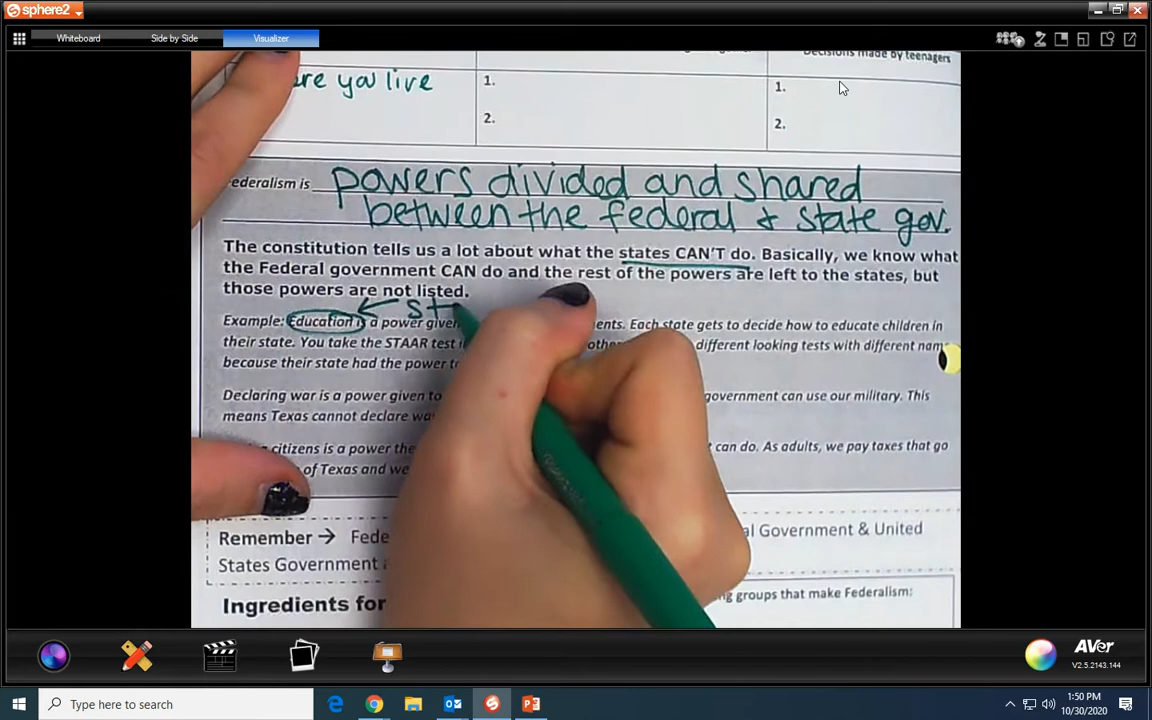 sphere2
Whiteboard Side by Side Visualizer
Decisions made by teenagers
you live 1. 1.
2. 2.
Federalism is powers divided and shared
between the federal & state gov.
The constitution tells us a lot about what the states CAN'T do. Basically, we know what
the Federal government CAN do and the rest of the powers are left to the states, but
those powers are not listed.
st
Example: Education is a power given ents. Each state gets to decide how to educate children in
their state. You take the STAAR test different looking tests with different nam
because their state had the power to
Declaring war is a power given to government can use our military. This
means Texas cannot declare war
citizens is a power the can do. As adults, we pay taxes that go
of Texas and we
Remember → Fede al Government & United
States Government
Ingredients for g groups that make Federalism:
AVer
V2.5.2143.144
Type here to search
1:50 PM
10/30/2020